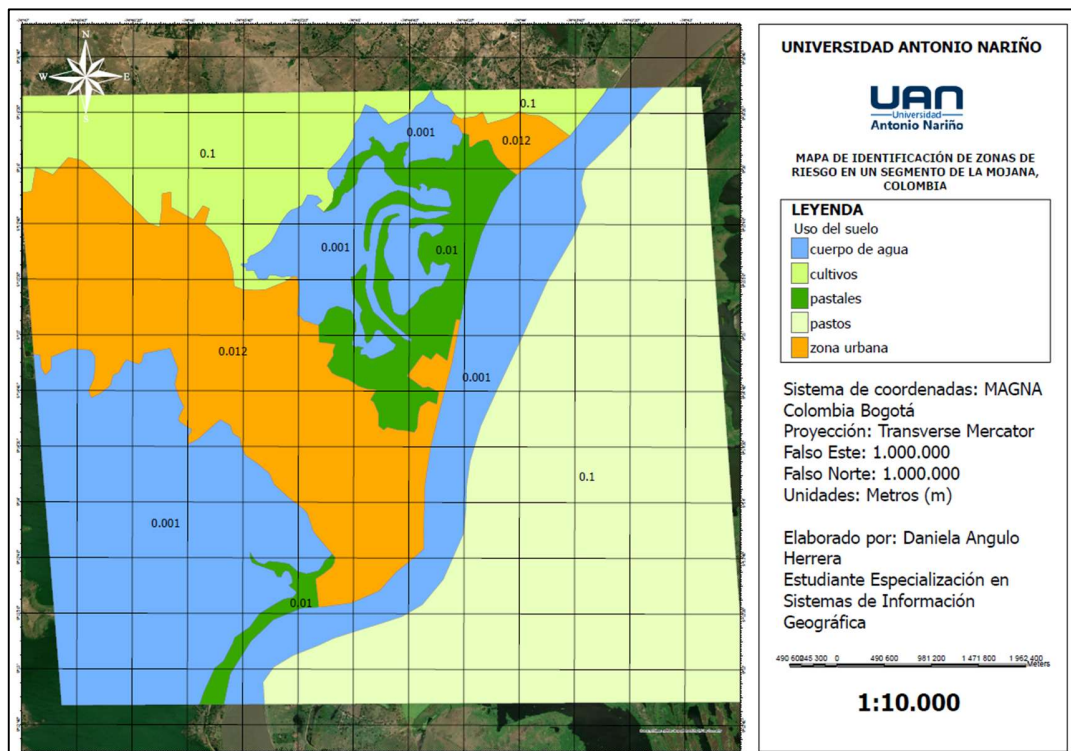 N
W
E
S
0.1
0.001
0.1
0.012
0.001
0.01
0.012
0.001
0.1
0.001
0.01
UNIVERSIDAD ANTONIO NARIÑO
UAN
Universidad
Antonio Nariño
MAPA DE IDENTIFICACIÓN DE ZONAS DE
RIESGO EN UN SEGMENTO DE LA MOJANA,
COLOMBIA
LEYENDA
Uso del suelo
cuerpo de agua
cultivos
pastales
pastos
zona urbana
Sistema de coordenadas: MAGNA
Colombia Bogotá
Proyección: Transverse Mercator
Falso Este: 1.000.000
Falso Norte: 1.000.000
Unidades: Metros (m)
Elaborado por: Daniela Angulo
Herrera
Estudiante Especialización en
Sistemas de Información
Geográfica
490 600 245 300 0 490 600 981 200 1 471 800 1 962 400
Meters
1:10.000